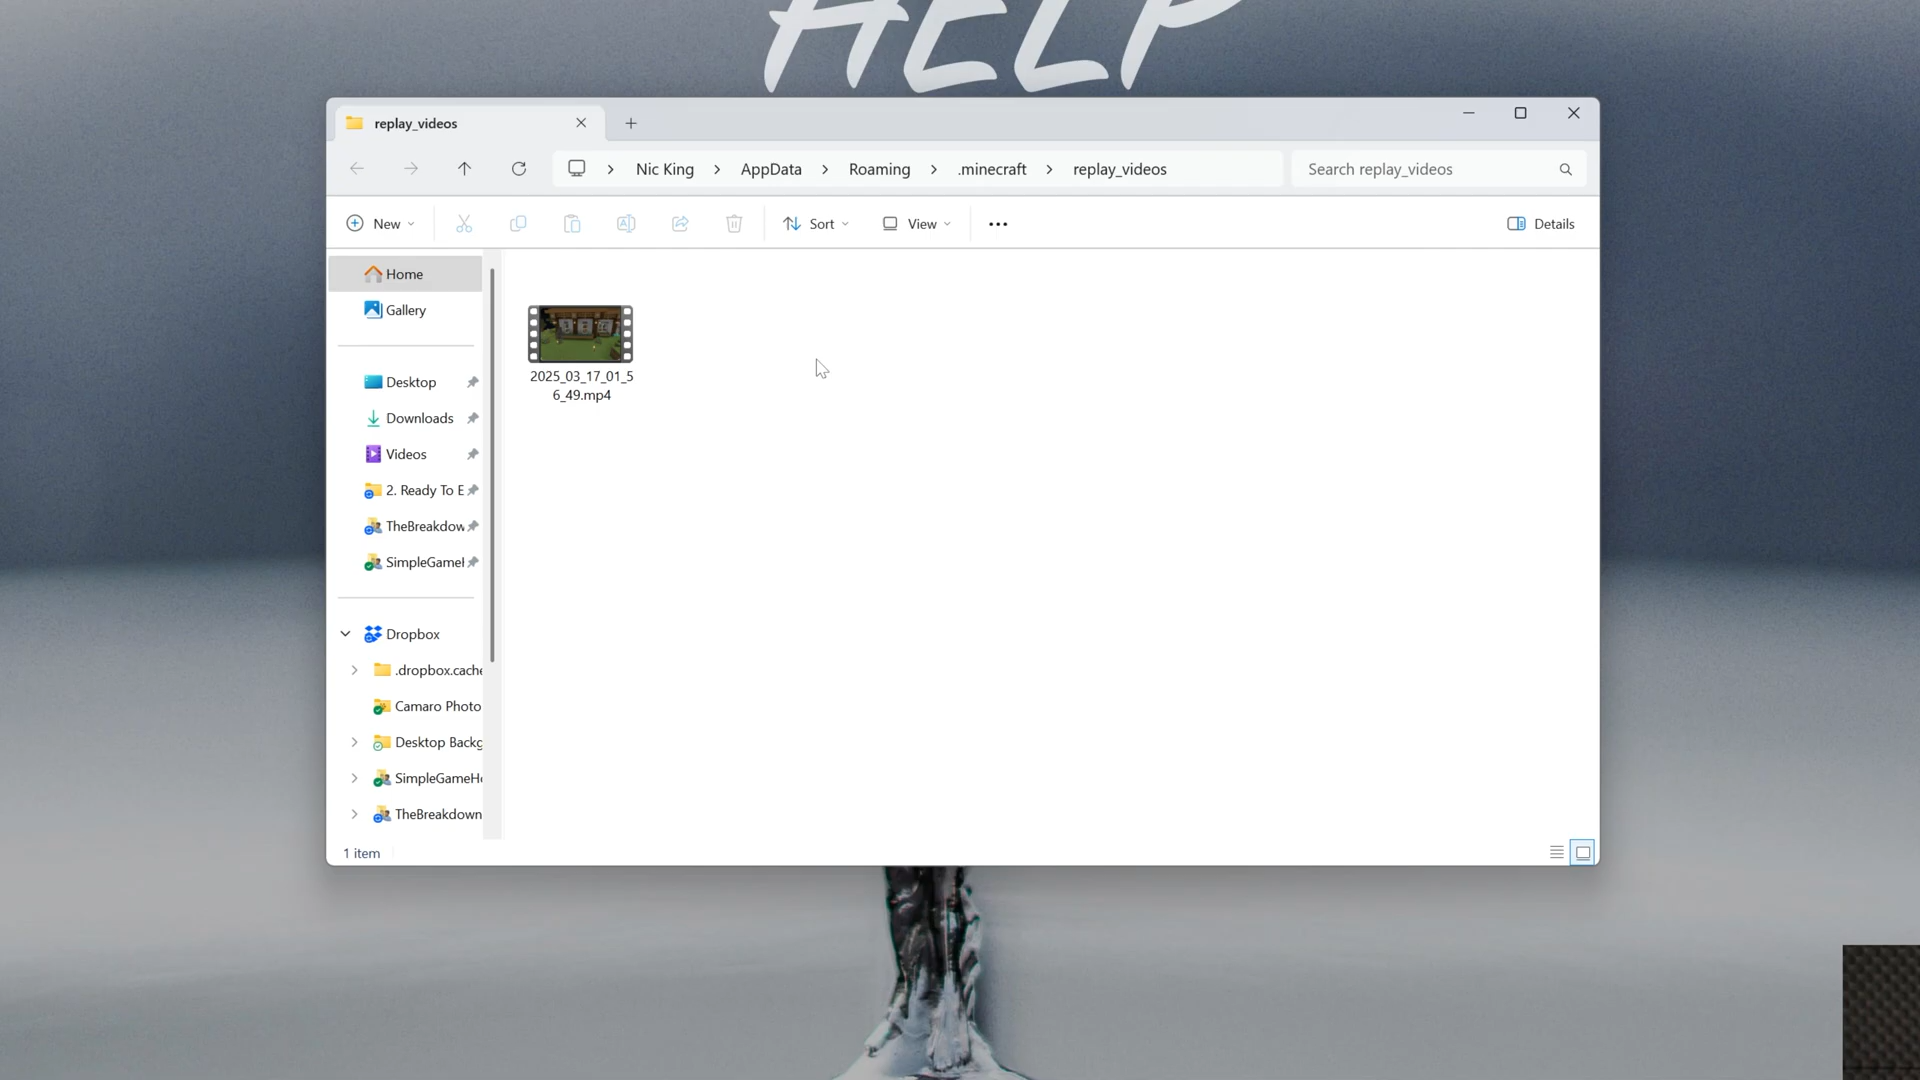 HELP
replay_videos
Nic King
AppData
Roaming
.minecraft
replay_videos
Search replay_videos
New
Sort
View
Details
Home
Gallery
Desktop
Downloads
Videos
2. Ready To E
TheBreakdow
SimpleGameH
Dropbox
.dropbox.cache
Camaro Photo
Desktop Backg
SimpleGameHe
TheBreakdown
2025_03_17_01_5
6_49.mp4
1 item